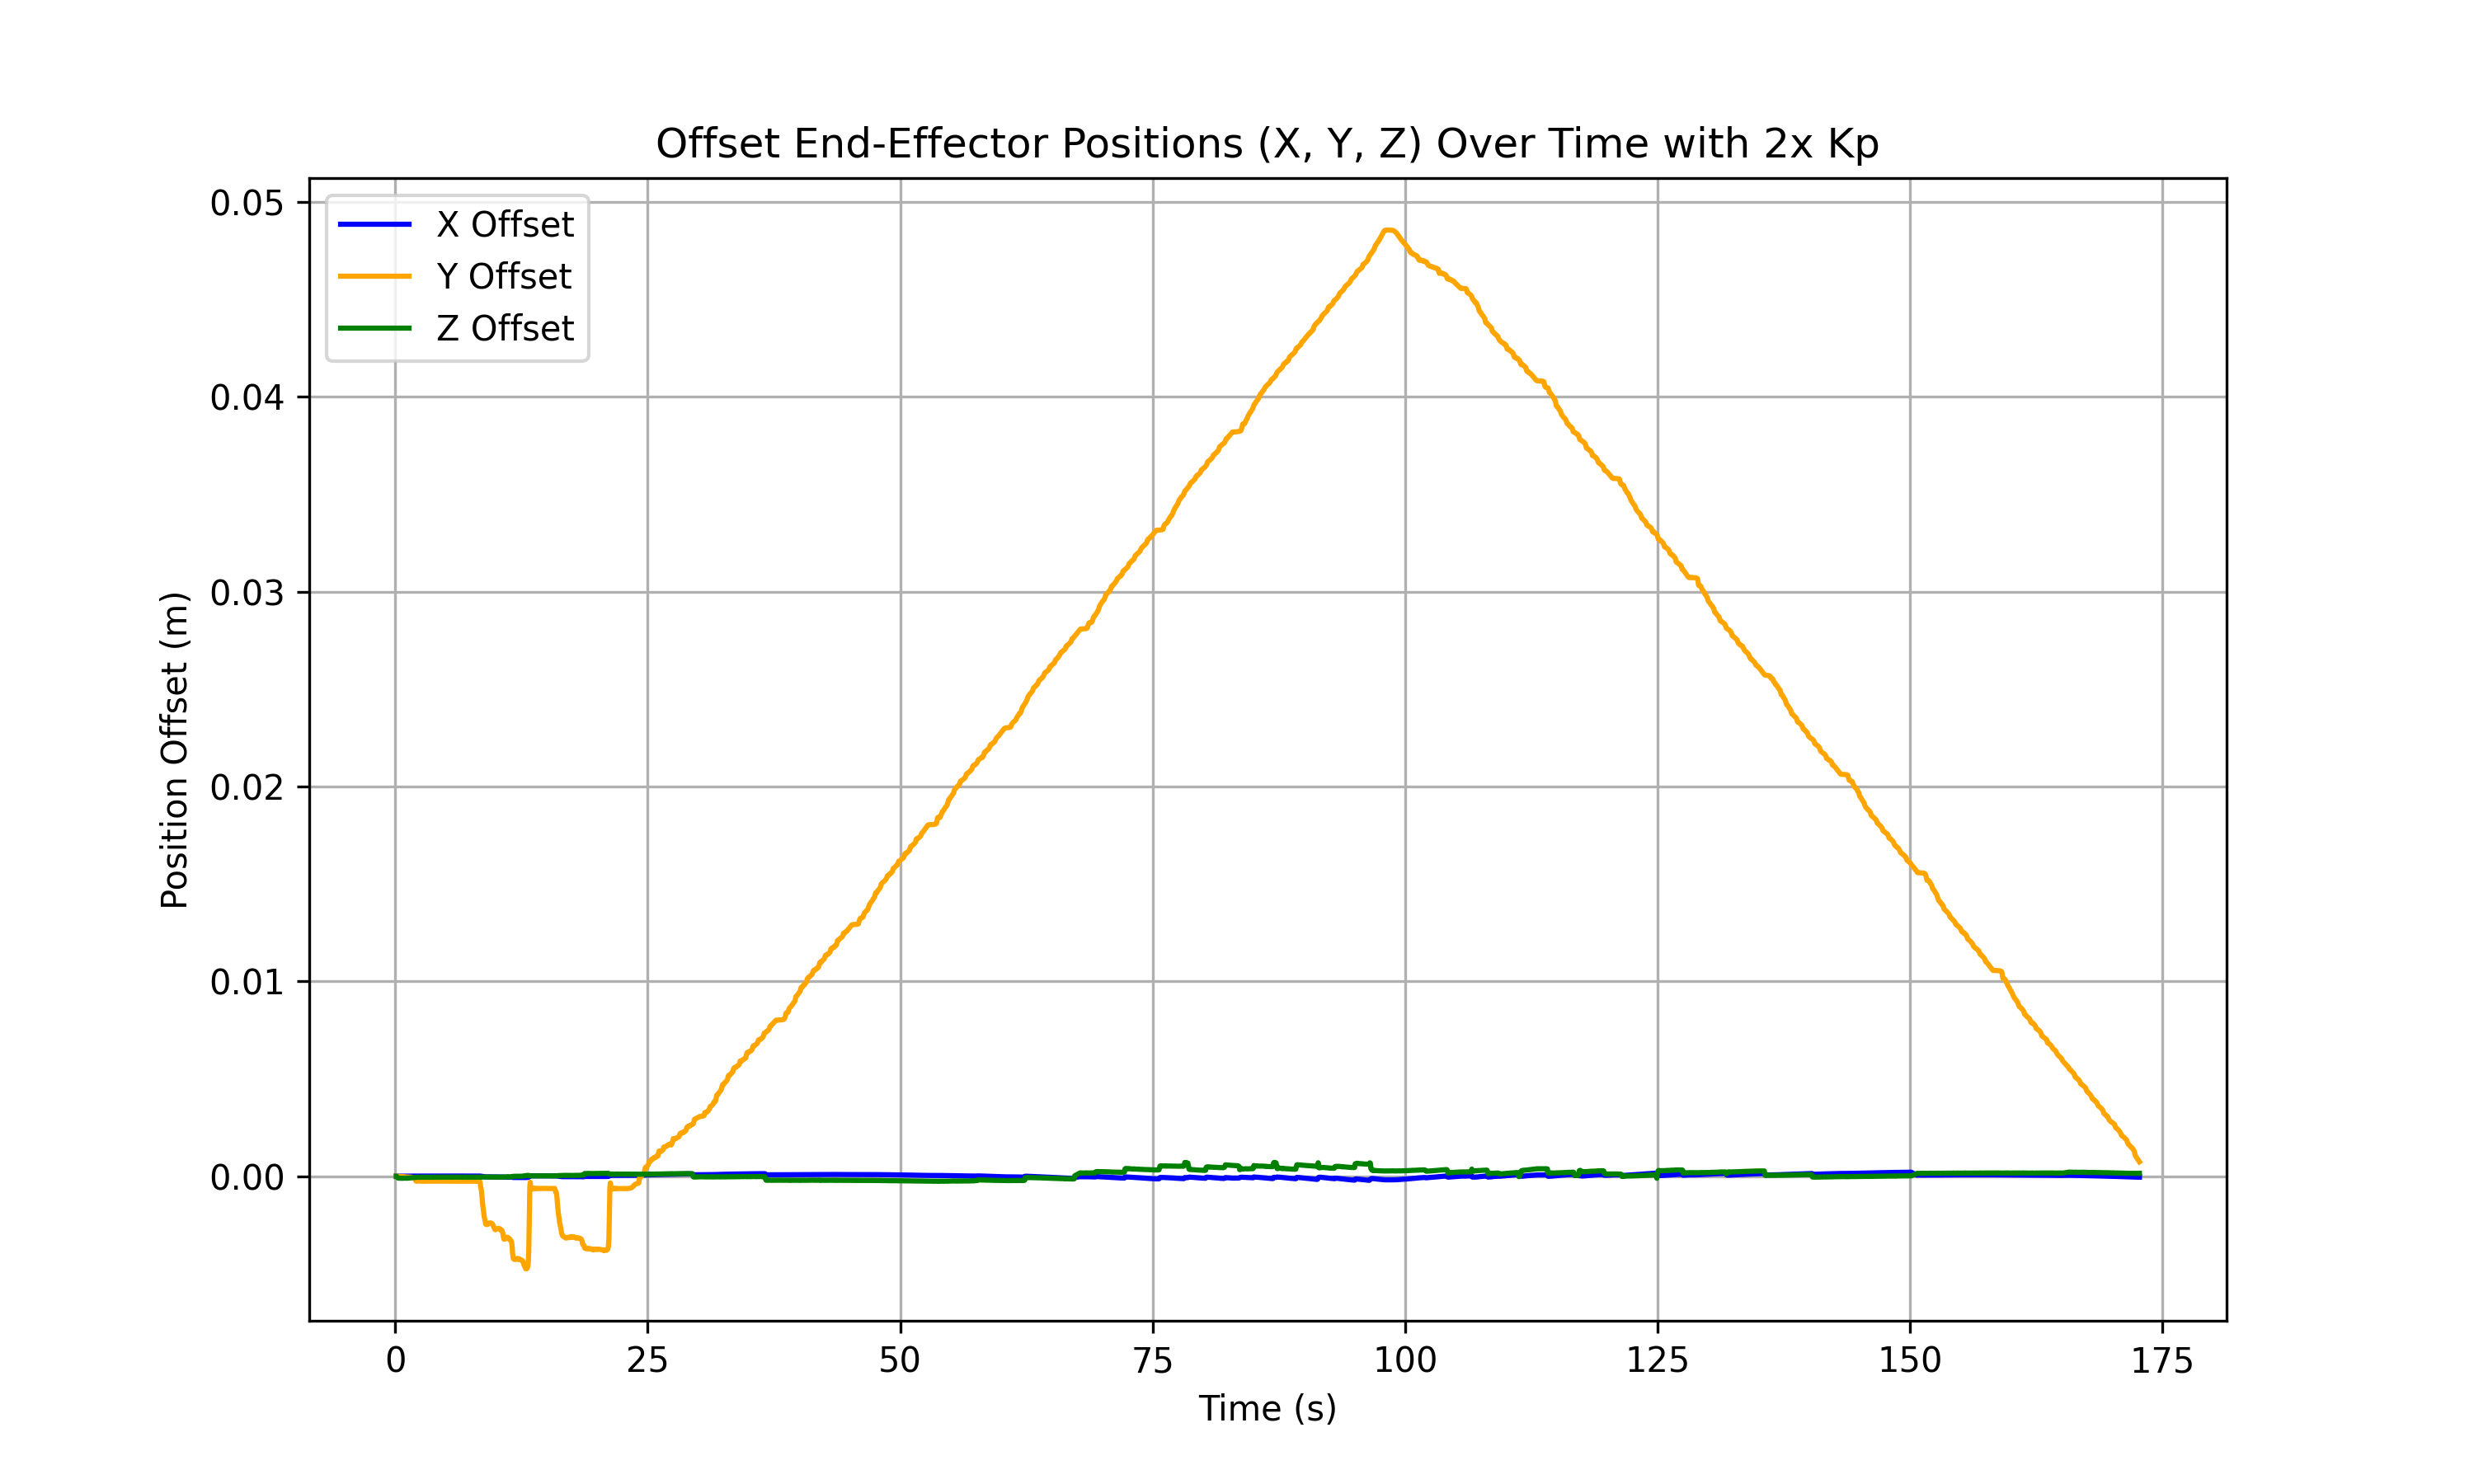 Offset End-Effector Positions (X, Y, Z) Over Time with 2x Kp
X Offset
Y Offset
Z Offset
Position Offset (m)
0.05
0.04
0.03
0.02
0.01
0.00
0 25 50 75 100 125 150 175
Time (s)